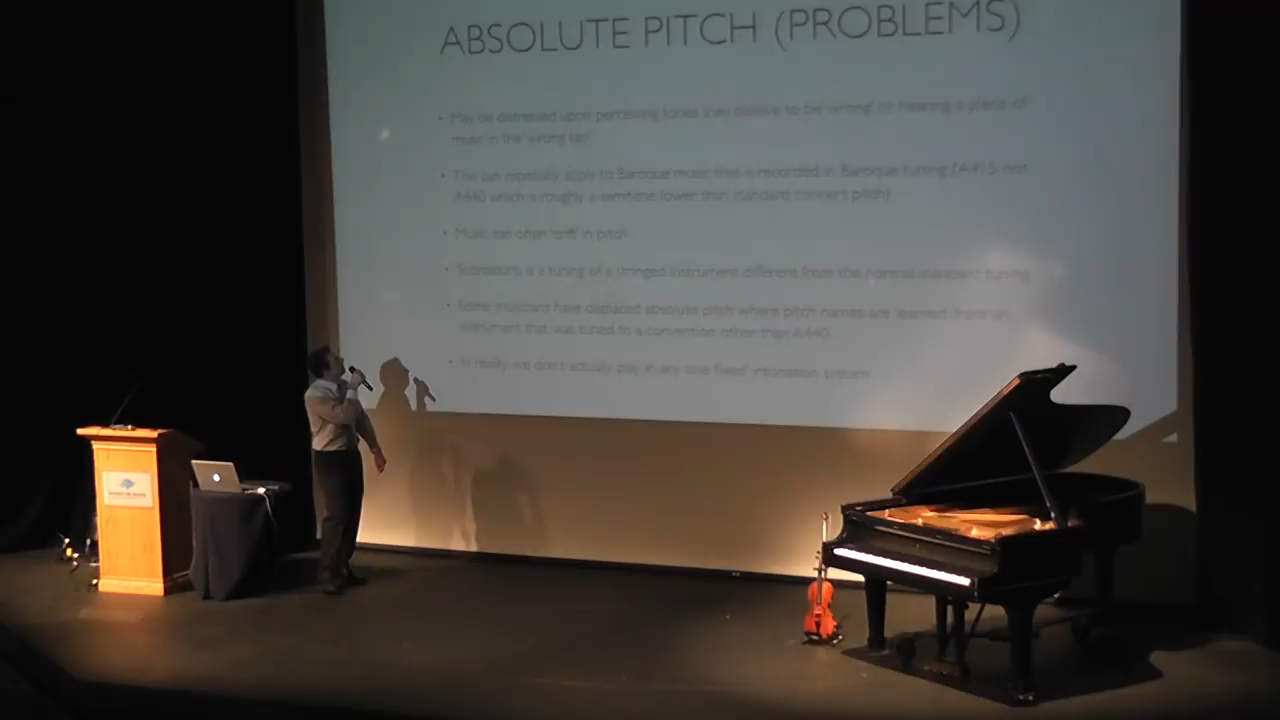 ABSOLUTE PITCH (PROBLEMS)
• May be distressed upon perceiving tones they believe to be 'wrong' or hearing a piece of
music in the 'wrong key'
• This can especially apply to Baroque music that is recorded in Baroque tuning (A415 not
A440 which is roughly a semitone lower than standard concert pitch)
• Music can often 'drift' in pitch
• Scordatura is a tuning of a stringed instrument different from the normal standard tuning
• Some musicians have displaced absolute pitch where pitch names are learned from an
instrument that was tuned to a convention other than A440
• In reality we don't actually play in any one 'fixed' intonation system